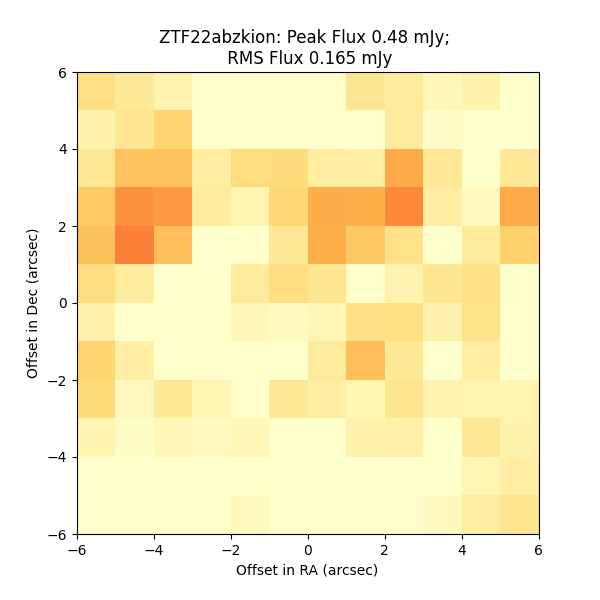 ZTF22abzkion: Peak Flux 0.48 mJy;
RMS Flux 0.165 mJy
6
4
2
0
−2
−4
−6
Offset in Dec (arcsec)
−6 −4 −2 0 2 4 6
Offset in RA (arcsec)